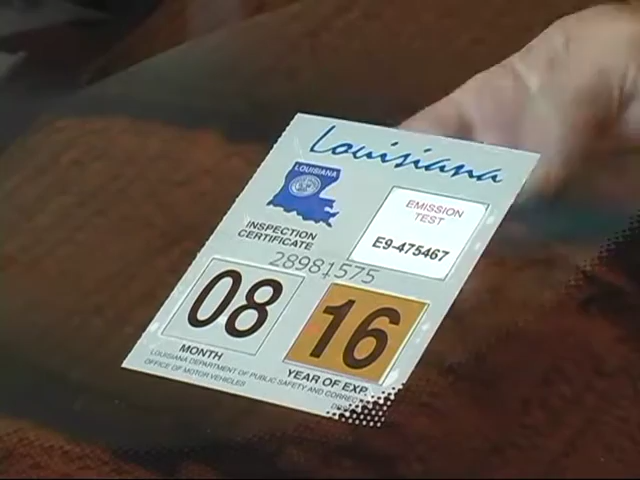 Louisiana
LOUISIANA
EMISSION
TEST
E9-475467
INSPECTION
CERTIFICATE
28981575
08
16
MONTH
YEAR OF EXP.
LOUISIANA DEPARTMENT OF PUBLIC SAFETY AND CORRECT
OFFICE OF MOTOR VEHICLES